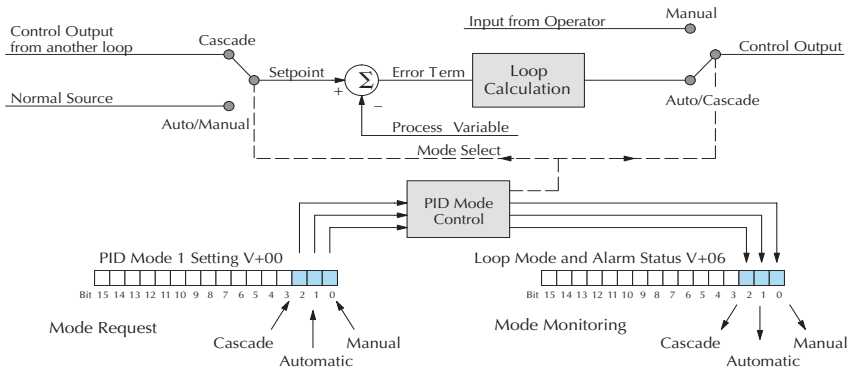 Control Output
from another loop
Cascade
Normal Source
Auto/Manual
Setpoint
+
Σ
−
Error Term
Process Variable
Loop
Calculation
Input from Operator
Manual
Control Output
Auto/Cascade
Mode Select
PID Mode
Control
PID Mode 1 Setting V+00
Bit 15 14 13 12 11 10 9 8 7 6 5 4 3 2 1 0
Mode Request
Cascade
Automatic
Manual
Loop Mode and Alarm Status V+06
Bit 15 14 13 12 11 10 9 8 7 6 5 4 3 2 1 0
Mode Monitoring
Cascade
Automatic
Manual